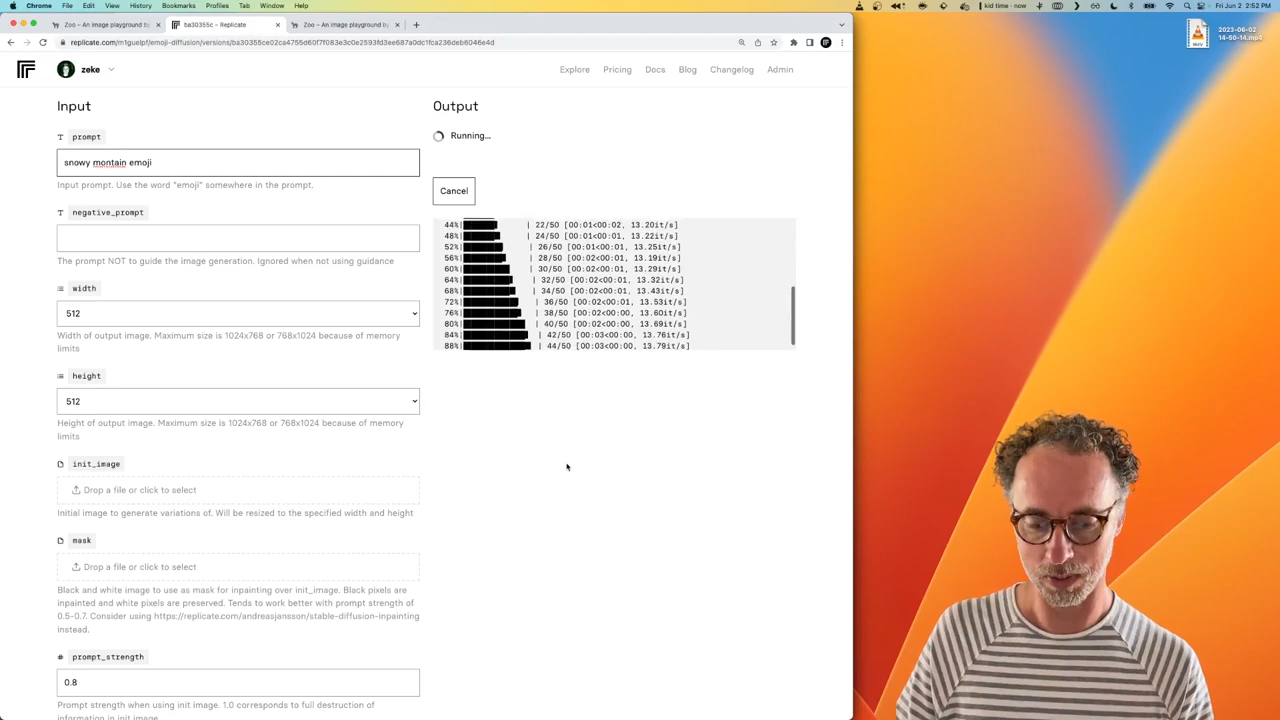 Chrome File Edit View History Bookmarks Profiles Tab Window Help
kid time · now
Fri Jun 2 2:52 PM
Zoo – An image playground by
ba30355c – Replicate
Zoo – An image playground by
replicate.com/m1guelpf/emoji-diffusion/versions/ba30355ce02ca4755d60f7f083e3c0e2593fd3ee687a0dc1fca236deb6046e4d
zeke
Explore Pricing Docs Blog Changelog Admin
Input
prompt
snowy montain emoji
Input prompt. Use the word "emoji" somewhere in the prompt.
negative_prompt
The prompt NOT to guide the image generation. Ignored when not using guidance
width
512
Width of output image. Maximum size is 1024x768 or 768x1024 because of memory
limits
height
512
Height of output image. Maximum size is 1024x768 or 768x1024 because of memory
limits
init_image
Drop a file or click to select
Initial image to generate variations of. Will be resized to the specified width and height
mask
Drop a file or click to select
Black and white image to use as mask for inpainting over init_image. Black pixels are
inpainted and white pixels are preserved. Tends to work better with prompt strength of
0.5-0.7. Consider using https://replicate.com/andreasjansson/stable-diffusion-inpainting
instead.
prompt_strength
0.8
Prompt strength when using init image. 1.0 corresponds to full destruction of
information in init image
Output
Running...
Cancel
44%| | 22/50 [00:01<00:02, 13.20it/s]
48%| | 24/50 [00:01<00:01, 13.22it/s]
52%| | 26/50 [00:01<00:01, 13.25it/s]
56%| | 28/50 [00:02<00:01, 13.19it/s]
60%| | 30/50 [00:02<00:01, 13.29it/s]
64%| | 32/50 [00:02<00:01, 13.32it/s]
68%| | 34/50 [00:02<00:01, 13.43it/s]
72%| | 36/50 [00:02<00:01, 13.53it/s]
76%| | 38/50 [00:02<00:00, 13.60it/s]
80%| | 40/50 [00:02<00:00, 13.69it/s]
84%| | 42/50 [00:03<00:00, 13.76it/s]
88%| | 44/50 [00:03<00:00, 13.79it/s]
2023-06-02
14-50-14.mp4